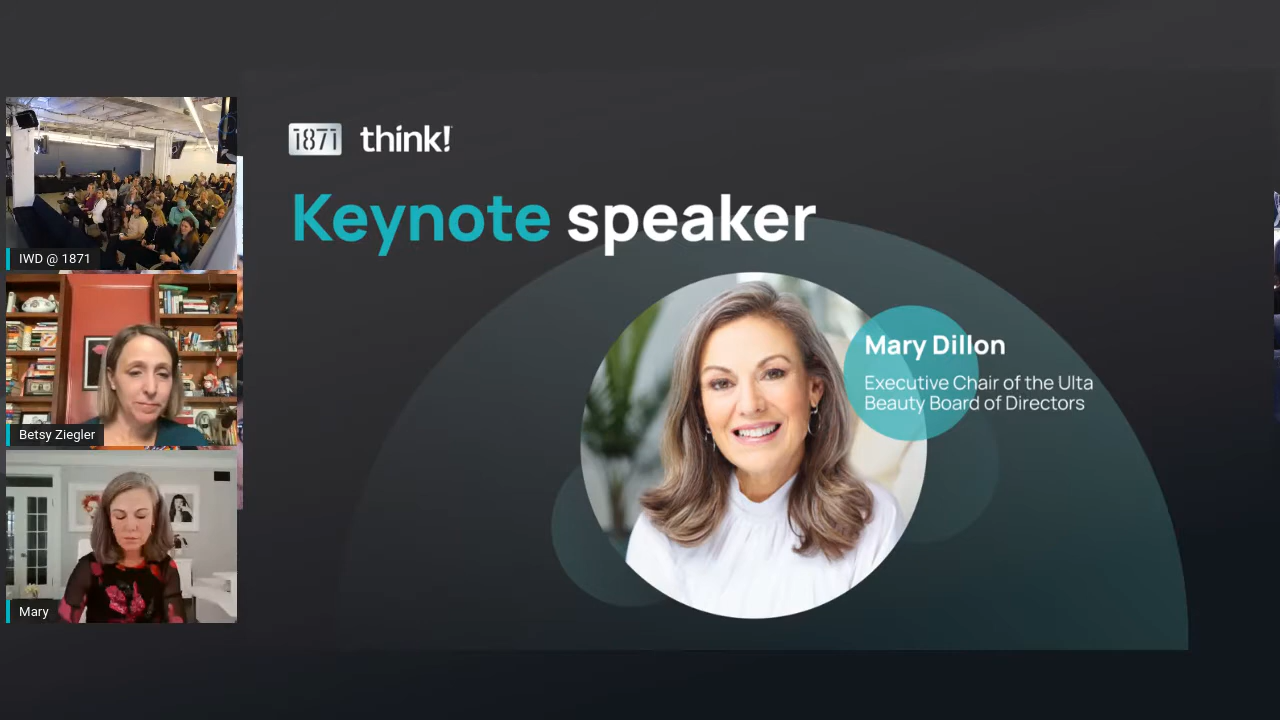 1871 think!
Keynote speaker
Mary Dillon
Executive Chair of the Ulta
Beauty Board of Directors
IWD @ 1871
Betsy Ziegler
Mary